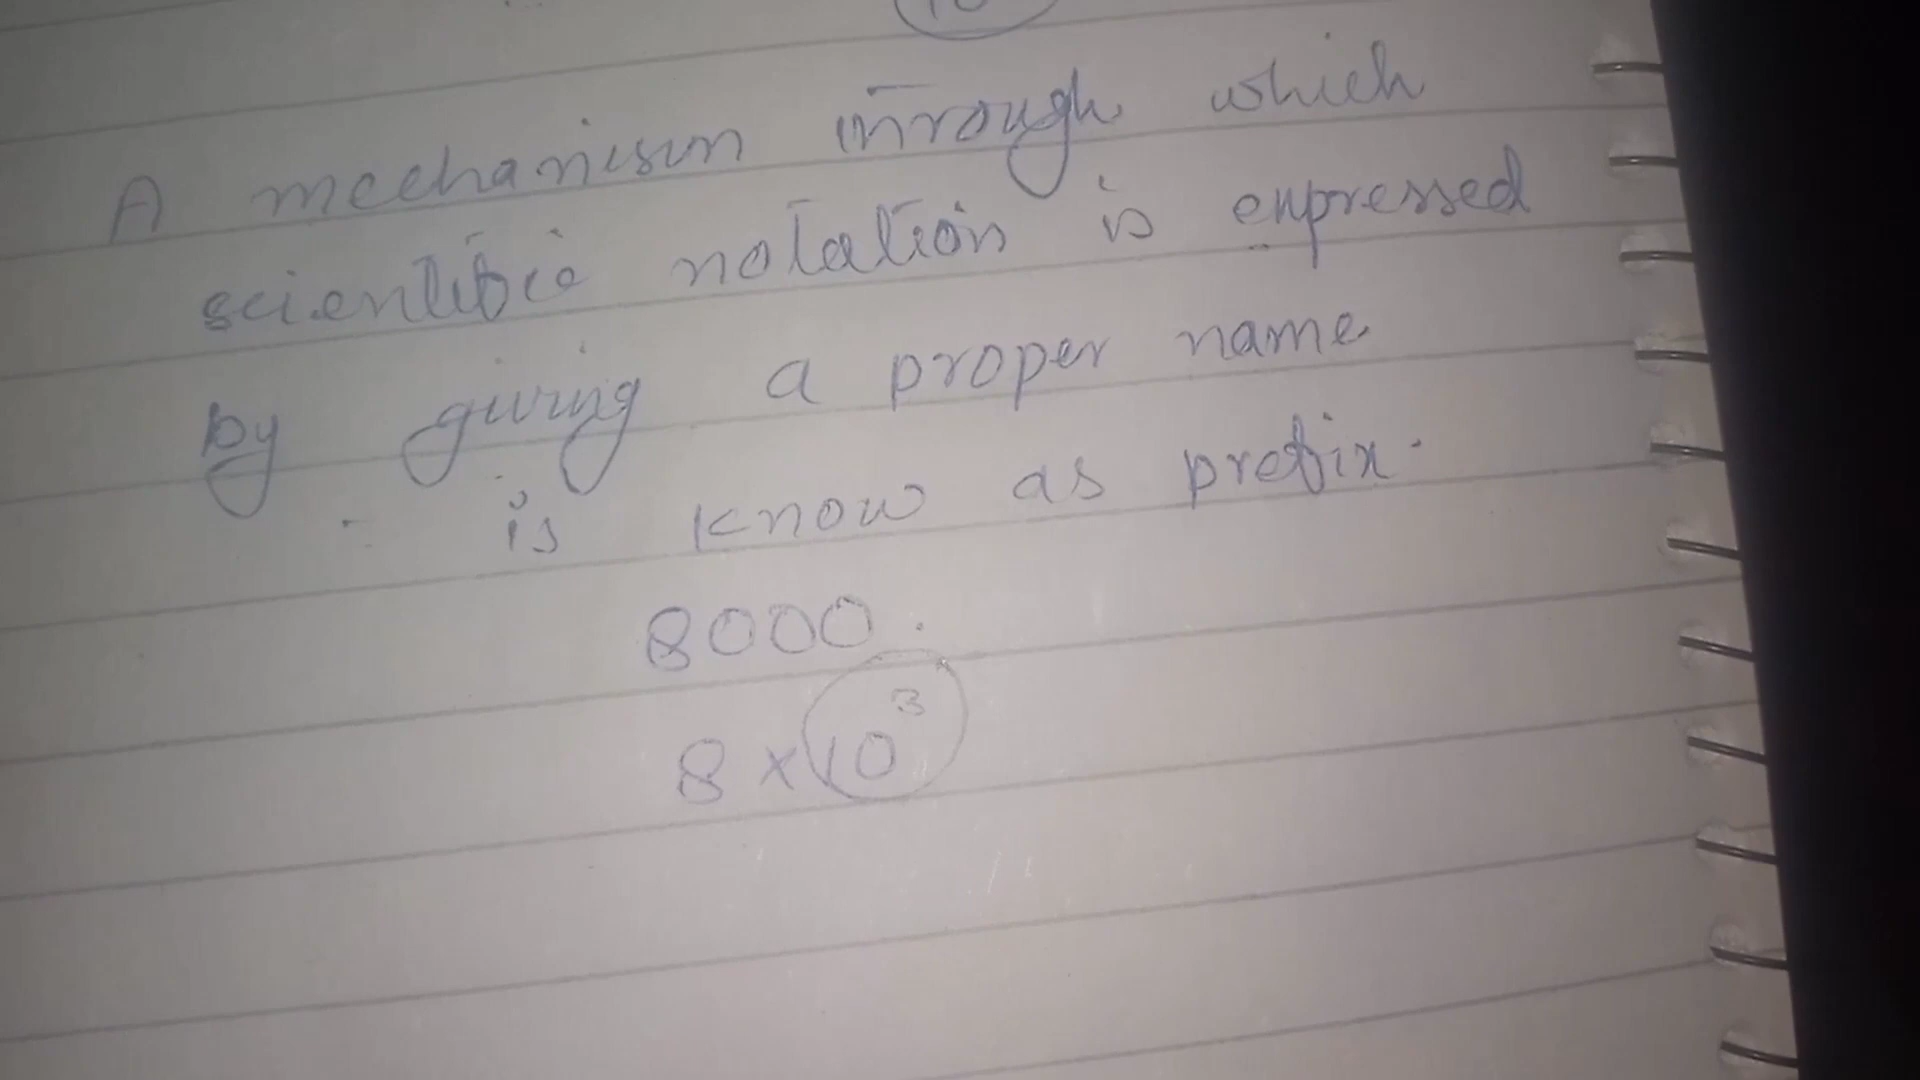 A mechanism through which
scientific notation is expressed
by giving a proper name
is know as prefix.
8000.
8 × 10³